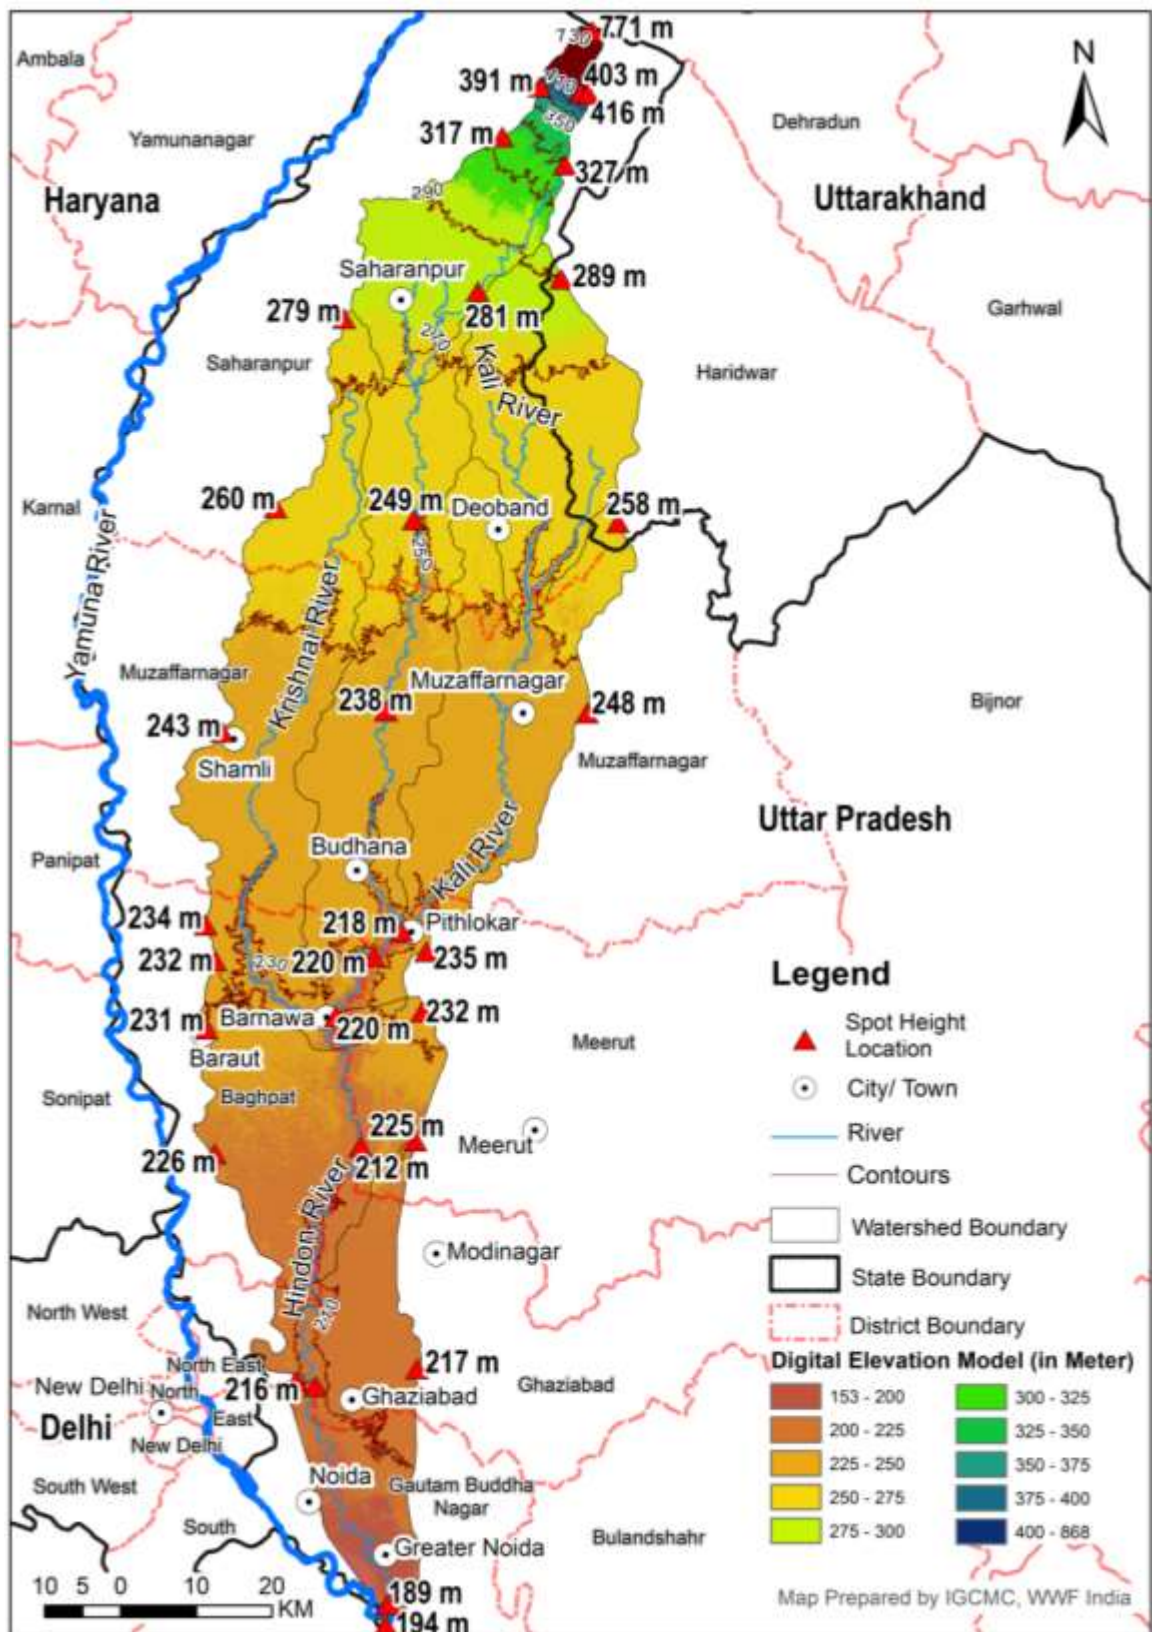 771 m
730
Ambala
391 m
410
403 m
416 m
350
N
Dehradun
Yamunanagar
317 m
327 m
Haryana
290
Uttarakhand
Saharanpur
289 m
279 m
281 m
Garhwal
270
Saharanpur
Kali River
Haridwar
Karnal
260 m
249 m
Deoband
258 m
250
Yamuna River
Krishnai River
Muzaffarnagar
Muzaffarnagar
238 m
248 m
Bijnor
243 m
Shamli
Muzaffarnagar
Uttar Pradesh
Budhana
Kali River
Panipat
234 m
218 m
Pithlokar
232 m
230
220 m
235 m
231 m
Barnawa
220 m
232 m
Baraut
Meerut
Sonipat
Baghpat
225 m
Meerut
226 m
212 m
Hindon River
Modinagar
210
North West
North East
217 m
New Delhi
North
216 m
Ghaziabad
Ghaziabad
Delhi
East
New Delhi
South West
Noida
Gautam Buddha
Nagar
South
Bulandshahr
Greater Noida
189 m
194 m
10 5 0 10 20
KM
Legend
Spot Height
Location
City/ Town
River
Contours
Watershed Boundary
State Boundary
District Boundary
Digital Elevation Model (in Meter)
153 - 200
300 - 325
200 - 225
325 - 350
225 - 250
350 - 375
250 - 275
375 - 400
275 - 300
400 - 868
Map Prepared by IGCMC, WWF India